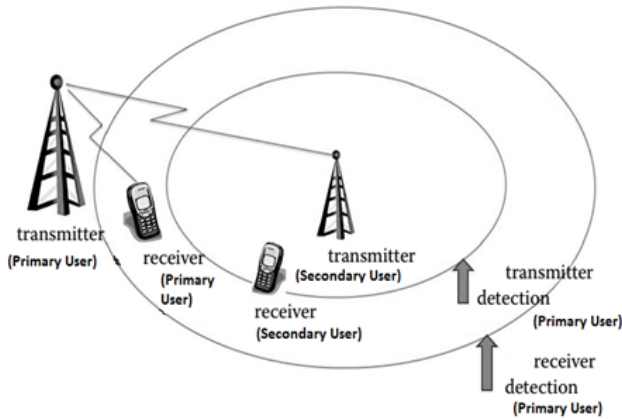 transmitter
(Primary User)
receiver
(Primary
User)
transmitter
(Secondary User)
receiver
(Secondary User)
transmitter
detection
(Primary User)
receiver
detection
(Primary User)